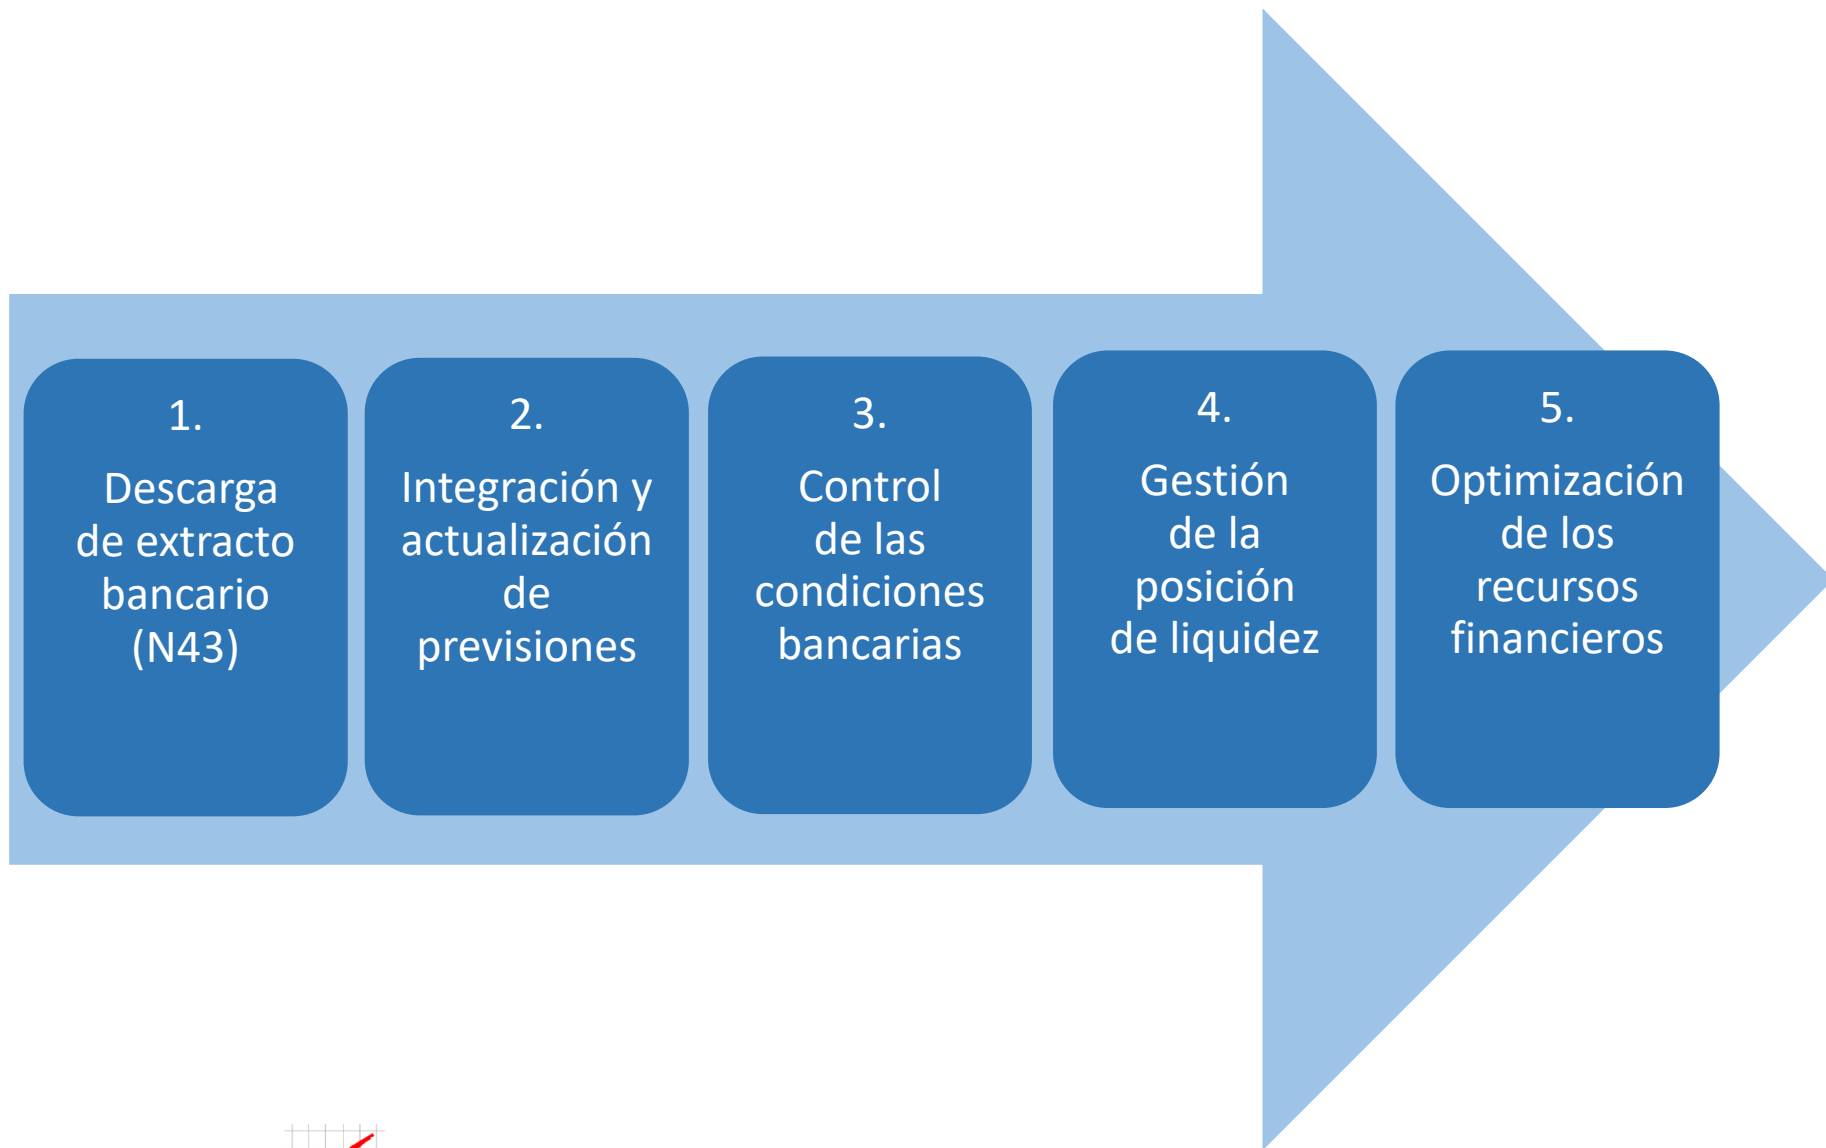 1.
Descarga
de extracto
bancario
(N43)
2.
Integración y
actualización
de
previsiones
3.
Control
de las
condiciones
bancarias
4.
Gestión
de la
posición
de liquidez
5.
Optimización
de los
recursos
financieros